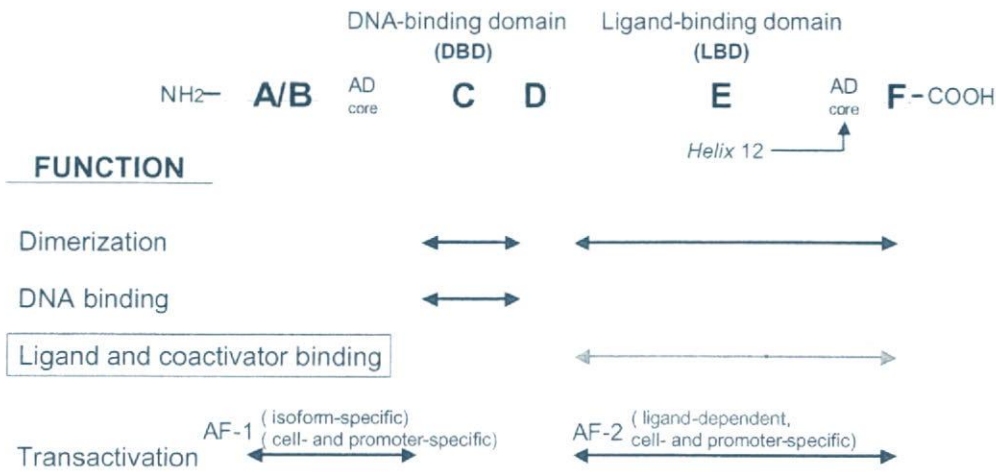 DNA-binding domain Ligand-binding domain
(DBD) (LBD)
NH2– A/B AD core C D E AD core F-COOH
Helix 12
FUNCTION
Dimerization
DNA binding
Ligand and coactivator binding
AF-1 ( isoform-specific)
( cell- and promoter-specific)
AF-2 ( ligand-dependent,
cell- and promoter-specific)
Transactivation